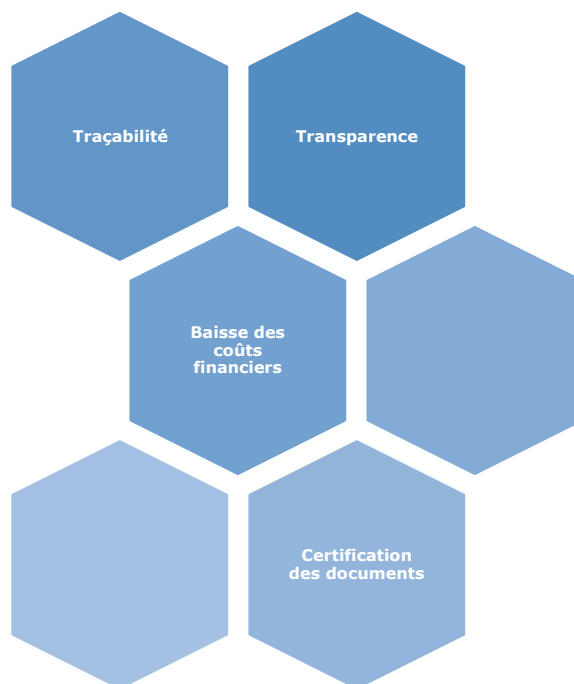 Traçabilité
Transparence
Baisse des
coûts
financiers
Certification
des documents